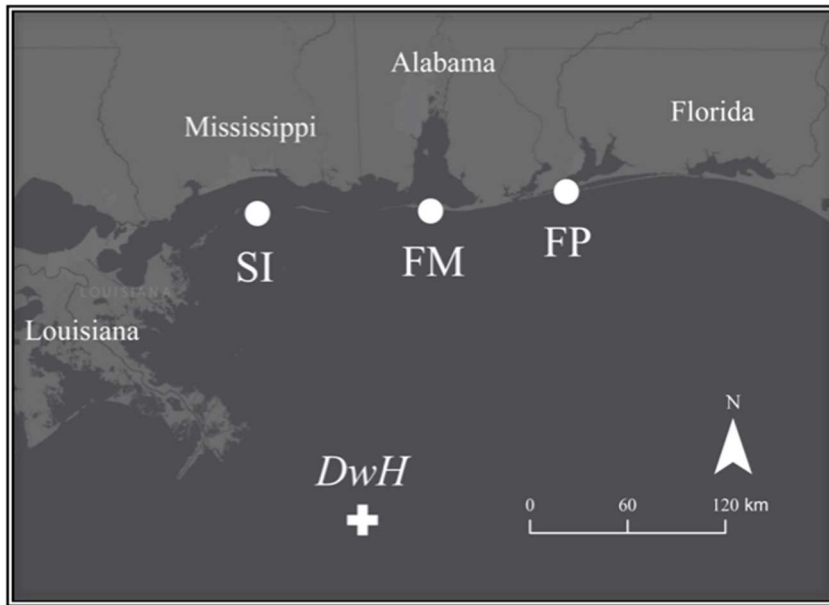 Alabama
Florida
Mississippi
SI
FM
FP
LOUISIANA
Louisiana
N
DwH
0
60
120 km